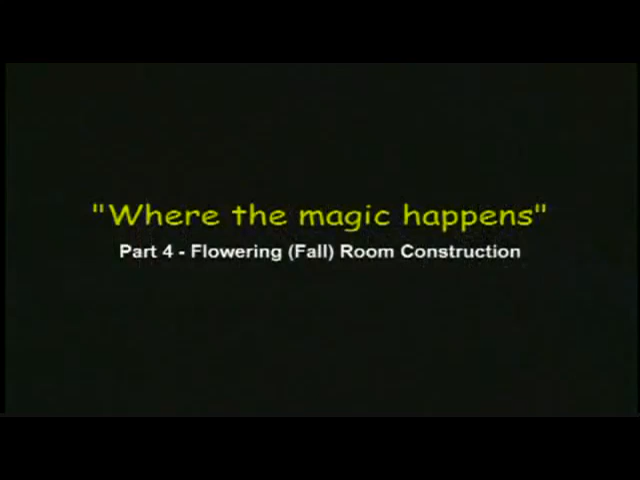 "Where the magic happens"
Part 4 - Flowering (Fall) Room Construction